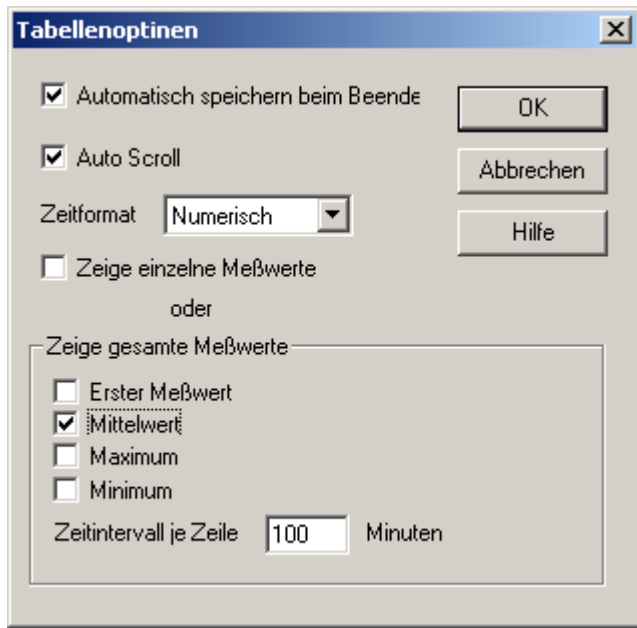 Tabellenoptinen
Automatisch speichern beim Beende
OK
Auto Scroll
Abbrechen
Zeitformat Numerisch
Hilfe
Zeige einzelne Meßwerte
oder
Zeige gesamte Meßwerte
Erster Meßwert
Mittelwert
Maximum
Minimum
Zeitintervall je Zeile 100 Minuten